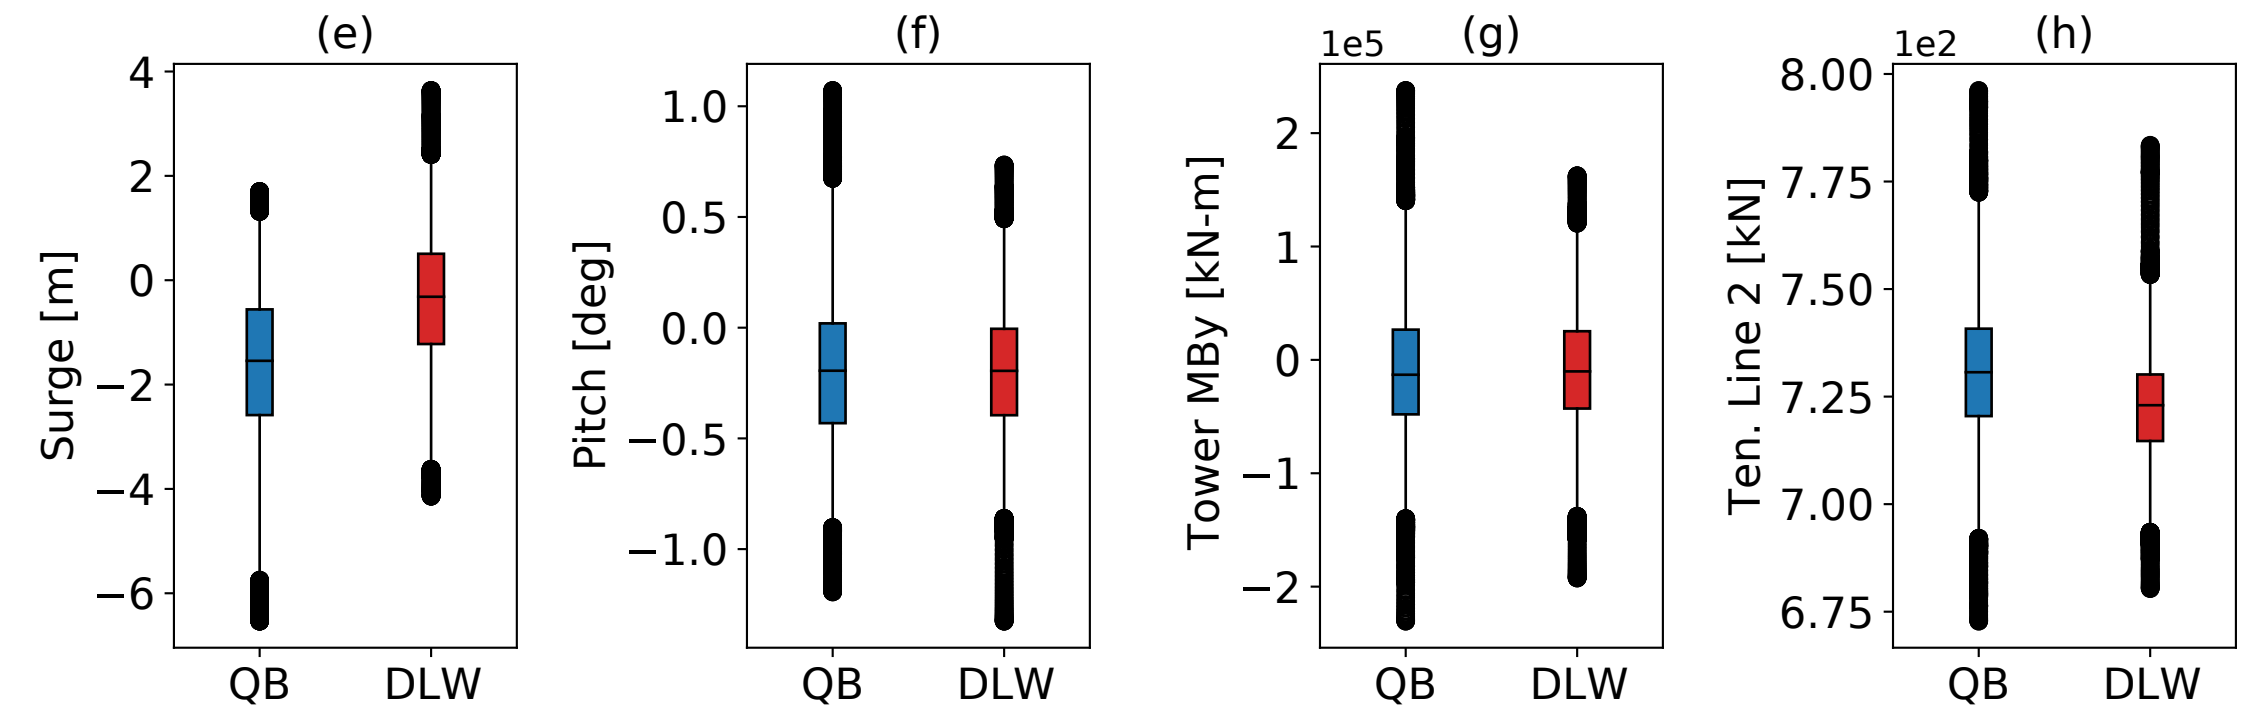 (e)
Surge [m]
4
2
0
−2
−4
−6
QB DLW
(f)
Pitch [deg]
1.0
0.5
0.0
−0.5
−1.0
QB DLW
1e5 (g)
Tower MBy [kN-m]
2
1
0
−1
−2
QB DLW
1e2 (h)
Ten. Line 2 [kN]
8.00
7.75
7.50
7.25
7.00
6.75
QB DLW